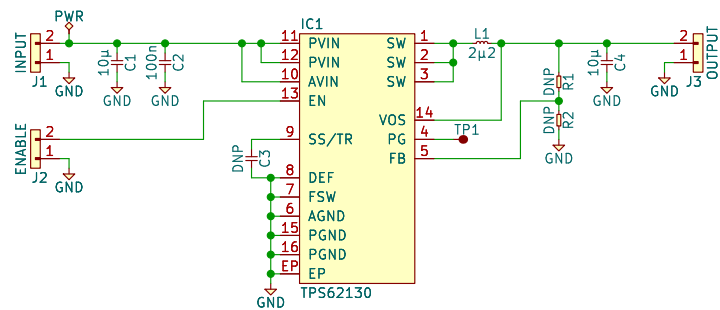 PWR
IC1
INPUT
2
1
J1
GND
10µ
C1
GND
100n
C2
GND
11 PVIN
12 PVIN
10 AVIN
13 EN
9 SS/TR
8 DEF
7 FSW
6 AGND
15 PGND
16 PGND
EP EP
SW 1
SW 2
SW 3
VOS 14
PG 4
FB 5
TPS62130
ENABLE
2
1
J2
GND
DNP
C3
GND
L1
2µ2
TP1
DNP
R1
DNP
R2
GND
10µ
C4
GND
2
1
J3
OUTPUT
GND